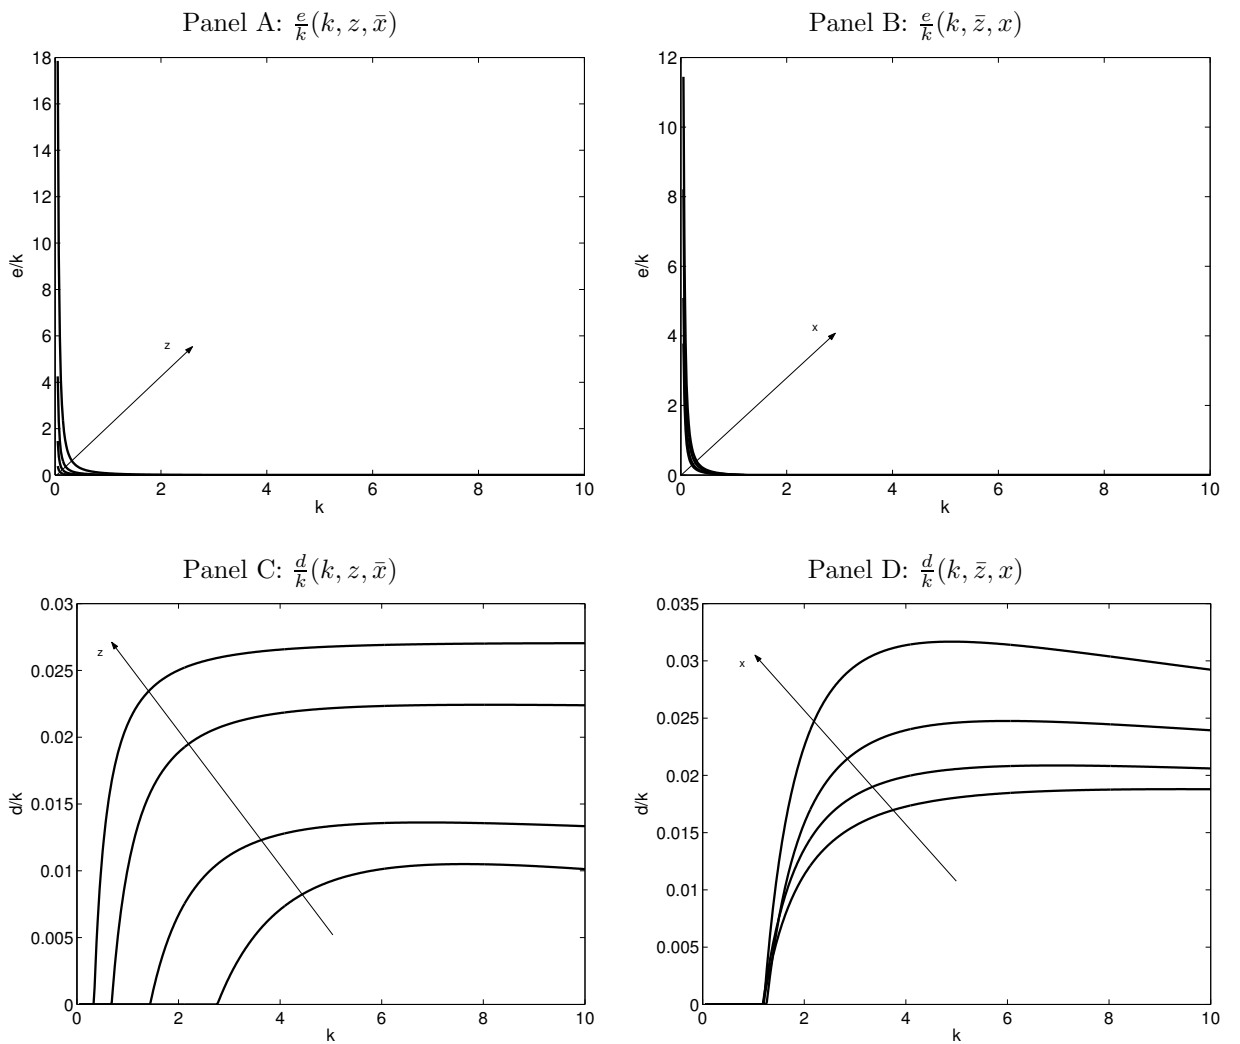 Panel A: e/k (k, z, x̄)
18
16
14
12
10
8
6
4
2
0
e/k
z
0 2 4 6 8 10
k
Panel B: e/k (k, z̄, x)
12
10
8
6
4
2
0
e/k
x
0 2 4 6 8 10
k
Panel C: d/k (k, z, x̄)
0.03
0.025
0.02
0.015
0.01
0.005
0
d/k
z
0 2 4 6 8 10
k
Panel D: d/k (k, z̄, x)
0.035
0.03
0.025
0.02
0.015
0.01
0.005
0
d/k
x
0 2 4 6 8 10
k